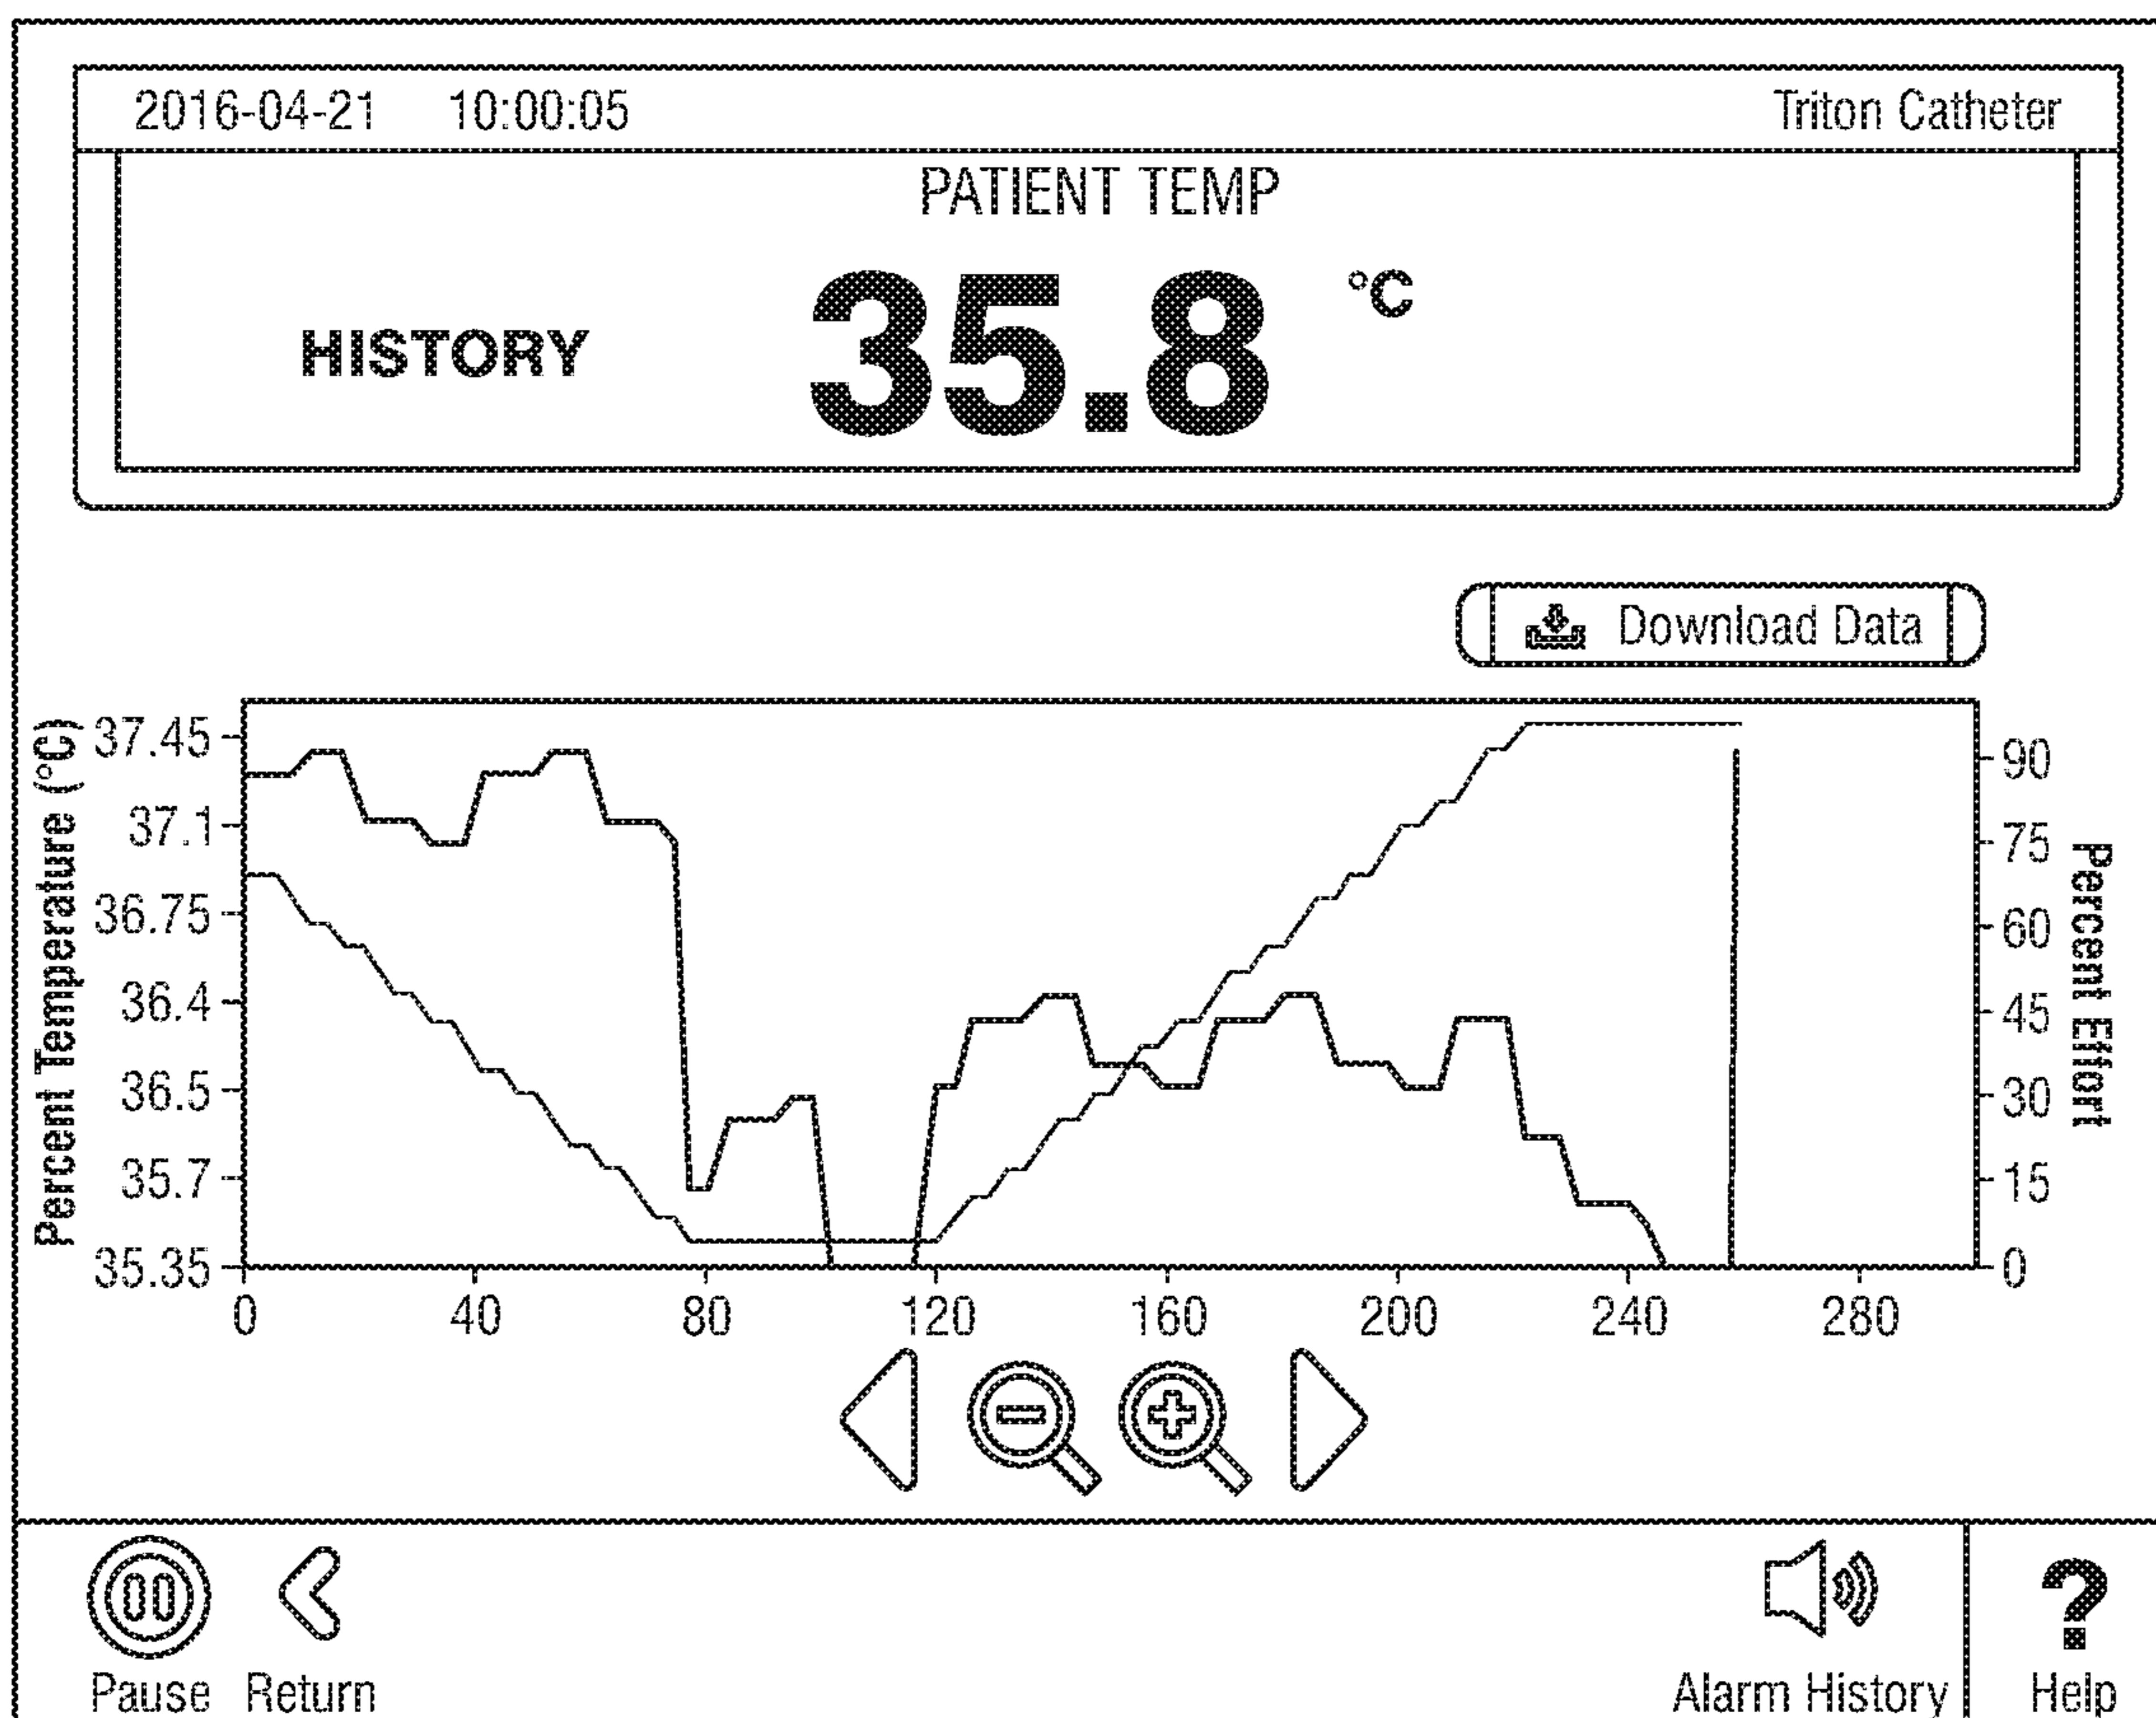 2016-04-21 10:00:05 Triton Catheter
PATIENT TEMP
HISTORY 35.8 °C
Download Data
Percent Temperature (°C)
37.45
37.1
36.75
36.4
36.5
35.7
35.35
90
75
60
45
30
15
0
Percent Effort
0 40 80 120 160 200 240 280
Pause Return Alarm History ? Help